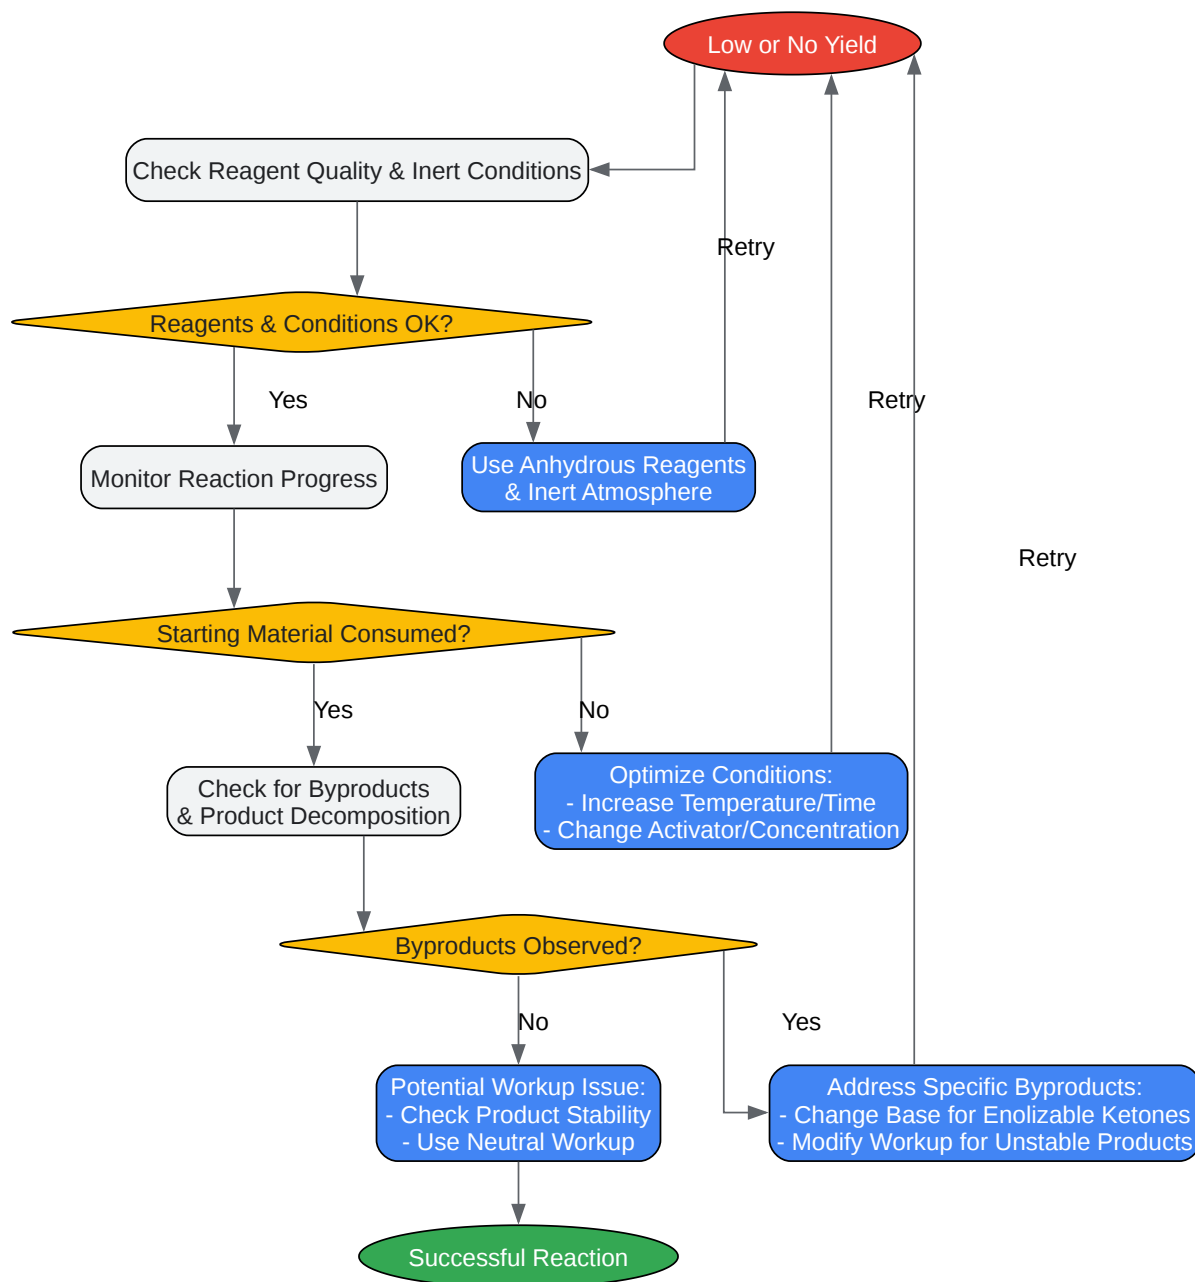 Low or No Yield
Check Reagent Quality & Inert Conditions
Retry
Reagents & Conditions OK?
Yes
No
Retry
Monitor Reaction Progress
Use Anhydrous Reagents
& Inert Atmosphere
Retry
Starting Material Consumed?
Yes
No
Check for Byproducts
& Product Decomposition
Optimize Conditions:
- Increase Temperature/Time
- Change Activator/Concentration
Byproducts Observed?
No
Yes
Potential Workup Issue:
- Check Product Stability
- Use Neutral Workup
Address Specific Byproducts:
- Change Base for Enolizable Ketones
- Modify Workup for Unstable Products
Successful Reaction